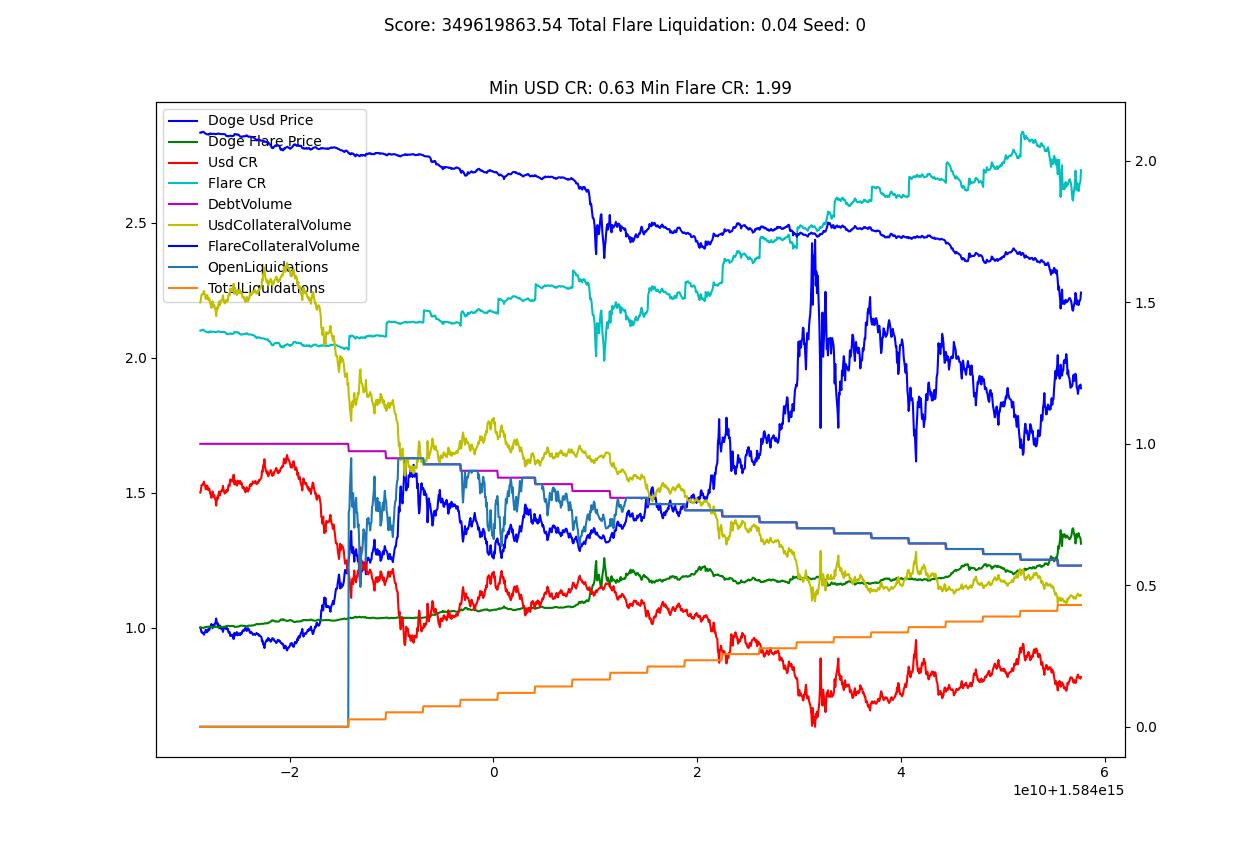 Score: 349619863.54 Total Flare Liquidation: 0.04 Seed: 0
Min USD CR: 0.63 Min Flare CR: 1.99
Doge Usd Price
Doge Flare Price
Usd CR
Flare CR
DebtVolume
UsdCollateralVolume
FlareCollateralVolume
OpenLiquidations
TotalLiquidations
2.5
2.0
1.5
1.0
2.0
1.5
1.0
0.5
0.0
−2
0
2
4
6
1e10+1.584e15